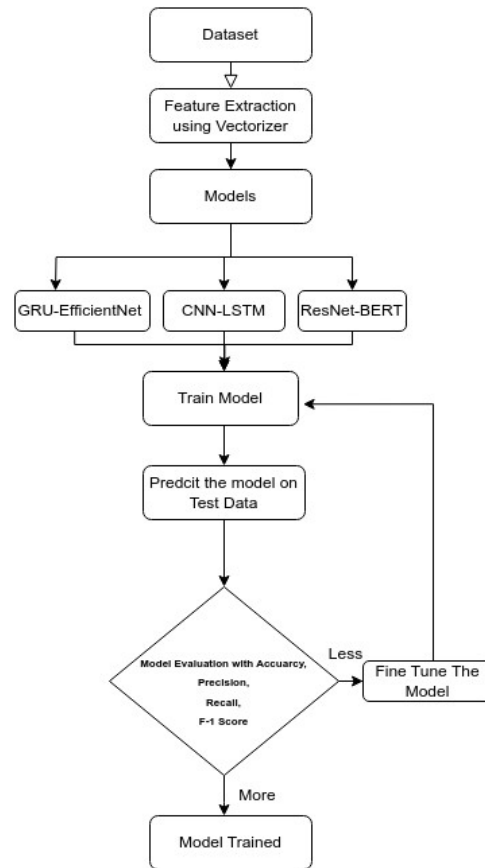 Dataset
Feature Extraction
using Vectorizer
Models
GRU-EfficientNet
CNN-LSTM
ResNet-BERT
Train Model
Predcit the model on
Test Data
Model Evaluation with Accuarcy,
Precision,
Recall,
F-1 Score
Less
Fine Tune The
Model
More
Model Trained